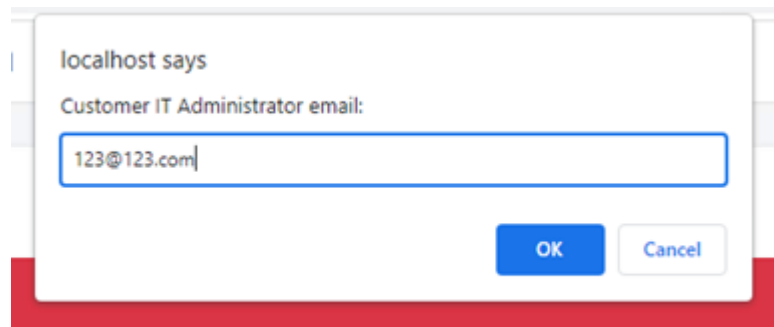 localhost says
Customer IT Administrator email:
123@123.com
OK
Cancel